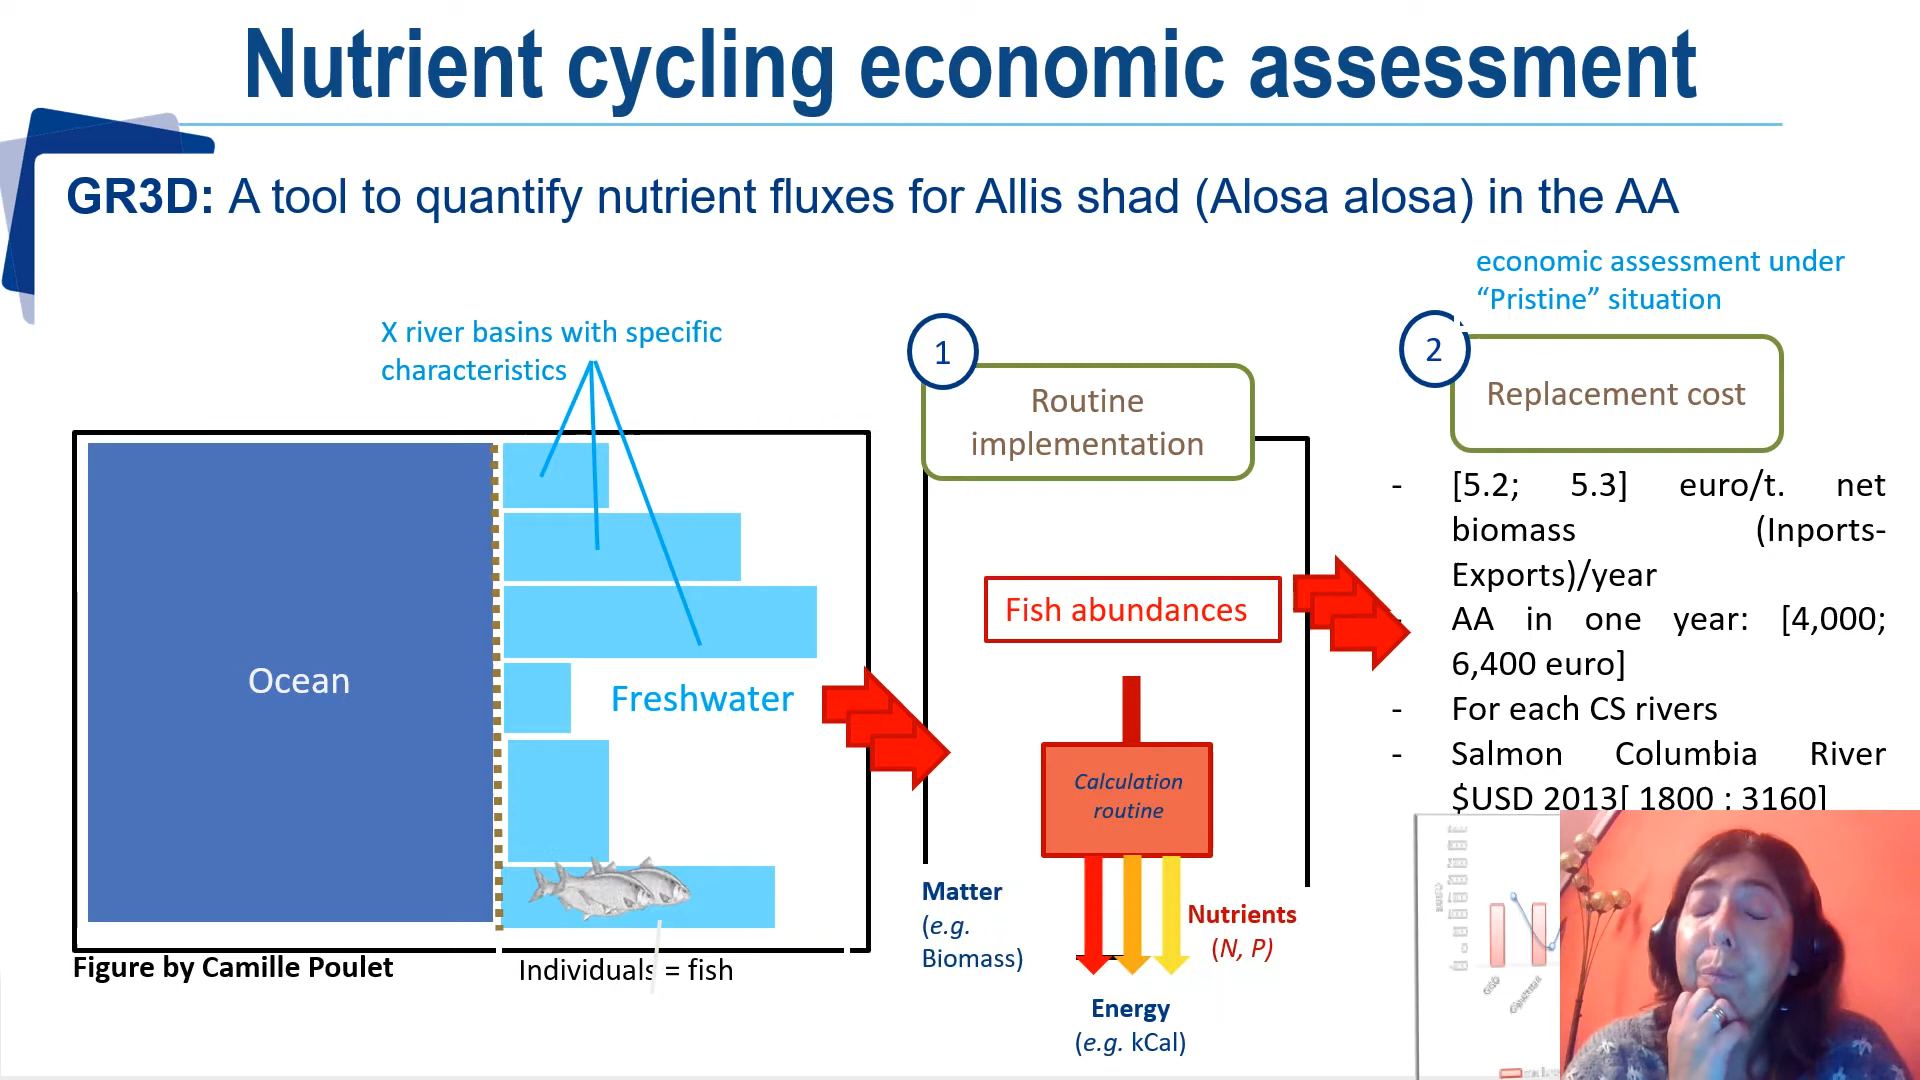 Nutrient cycling economic assessment
GR3D: A tool to quantify nutrient fluxes for Allis shad (Alosa alosa) in the AA
economic assessment under
“Pristine” situation
X river basins with specific
characteristics
1
Routine
implementation
2
Replacement cost
Ocean
Freshwater
Fish abundances
Calculation
routine
- [5.2; 5.3] euro/t. net
biomass (Inports-
Exports)/year
AA in one year: [4,000;
6,400 euro]
- For each CS rivers
- Salmon Columbia River
$USD 2013[ 1800 ; 3160]
Matter
(e.g.
Biomass)
Nutrients
(N, P)
Energy
(e.g. kCal)
Figure by Camille Poulet
Individuals = fish